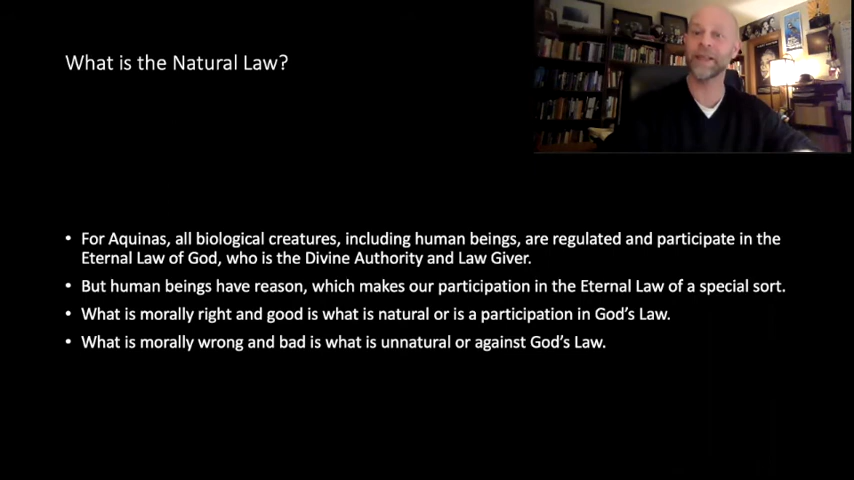 What is the Natural Law?
• For Aquinas, all biological creatures, including human beings, are regulated and participate in the
Eternal Law of God, who is the Divine Authority and Law Giver.
• But human beings have reason, which makes our participation in the Eternal Law of a special sort.
• What is morally right and good is what is natural or is a participation in God's Law.
• What is morally wrong and bad is what is unnatural or against God's Law.